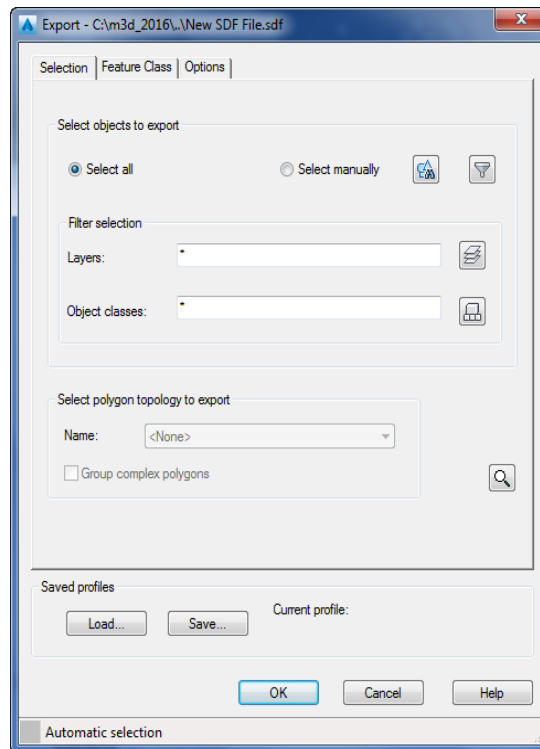 Export - C:\m3d_2016\..\New SDF File.sdf
Selection Feature Class Options
Select objects to export
Select all Select manually
Filter selection
Layers: *
Object classes: *
Select polygon topology to export
Name: <None>
Group complex polygons
Saved profiles
Load... Save... Current profile:
OK Cancel Help
Automatic selection